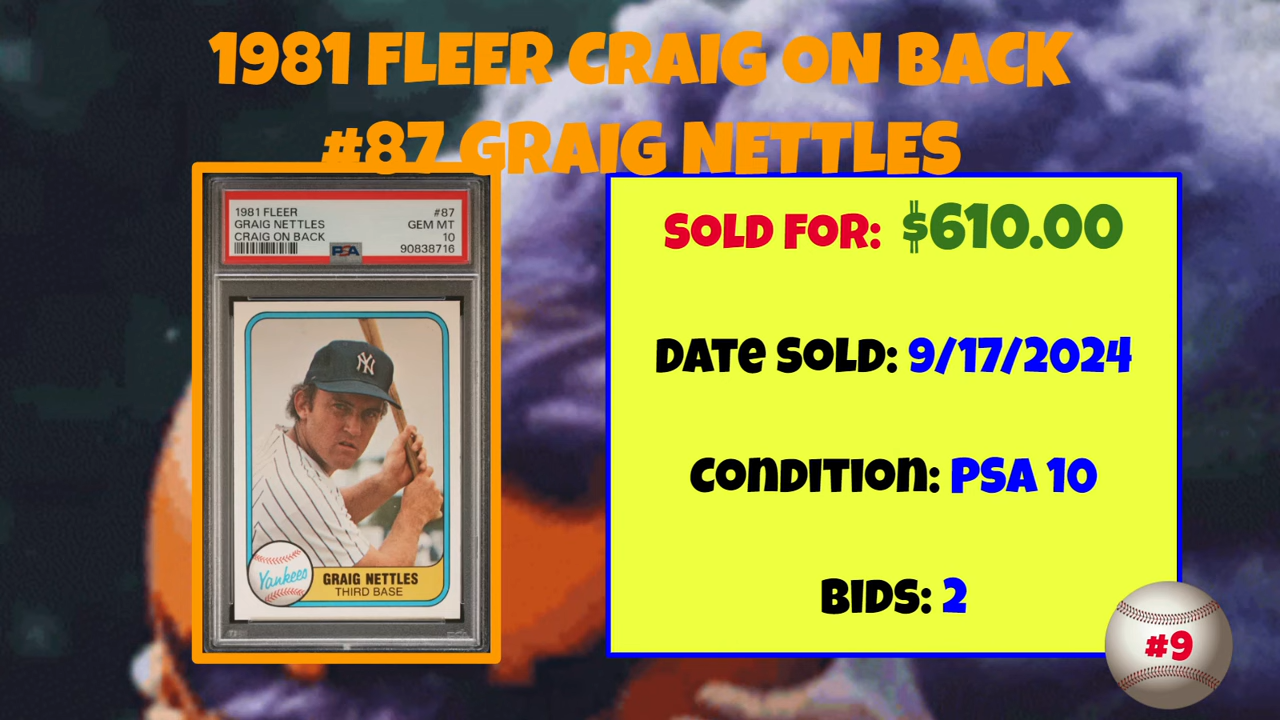 1981 FLEER CRAIG ON BACK
#87 GRAIG NETTLES
1981 FLEER #87
GRAIG NETTLES GEM MT
CRAIG ON BACK 10
PSA 90838716
NY
Yankees
GRAIG NETTLES
THIRD BASE
SOLD FOR: $610.00
DATE SOLD: 9/17/2024
CONDITION: PSA 10
BIDS: 2
#9